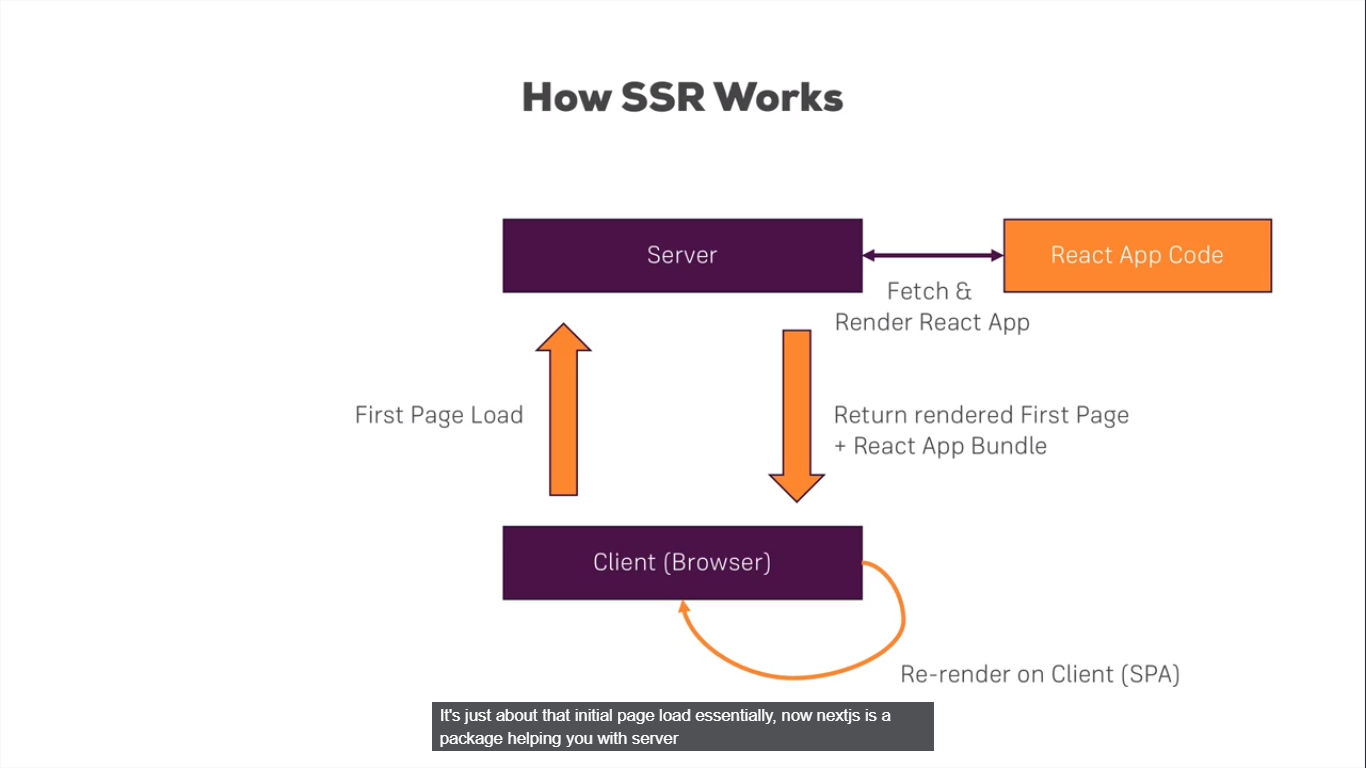 How SSR Works
Server
React App Code
Fetch &
Render React App
First Page Load
Return rendered First Page
+ React App Bundle
Client (Browser)
Re-render on Client (SPA)
It's just about that initial page load essentially, now nextjs is a
package helping you with server